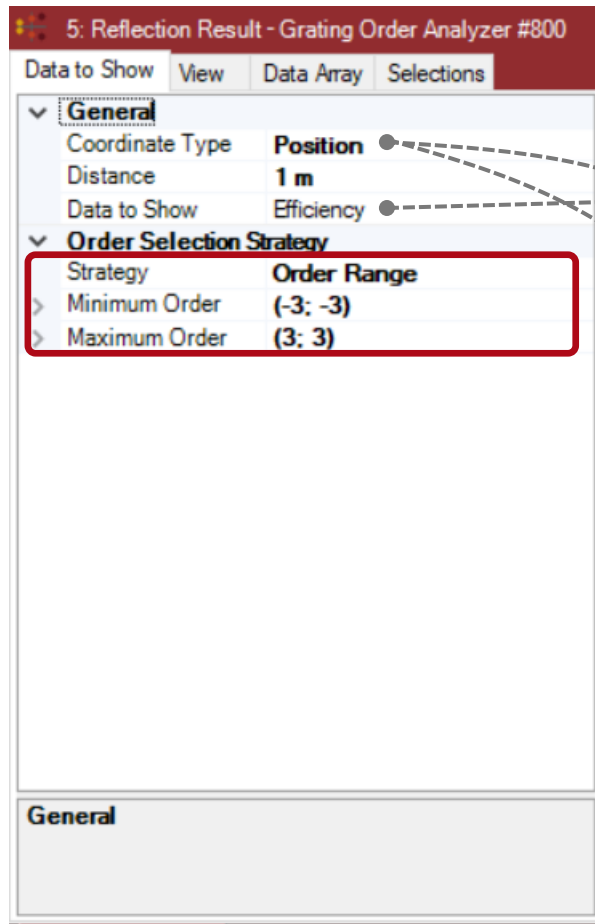 5: Reflection Result - Grating Order Analyzer #800
Data to Show View Data Array Selections
General
Coordinate Type Position
Distance 1 m
Data to Show Efficiency
Order Selection Strategy
Strategy Order Range
Minimum Order (-3; -3)
Maximum Order (3; 3)
General